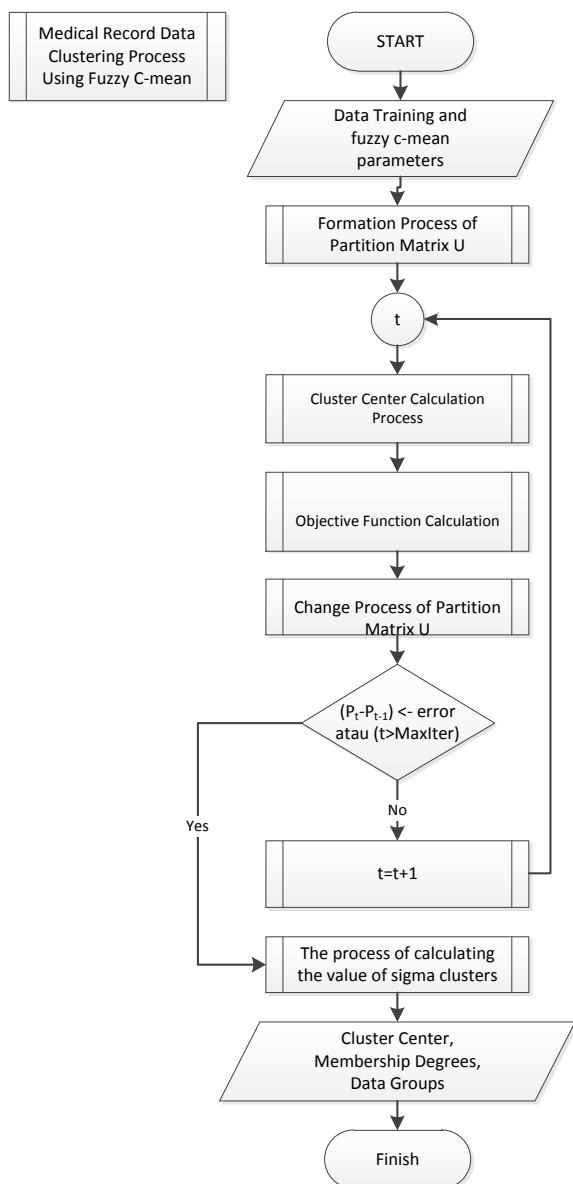 Medical Record Data
Clustering Process
Using Fuzzy C-mean
START
Data Training and
fuzzy c-mean
parameters
Formation Process of
Partition Matrix U
t
Cluster Center Calculation
Process
Objective Function Calculation
Change Process of Partition
Matrix U
(Pt-Pt-1) <- error
atau (t>MaxIter)
No
Yes
t=t+1
The process of calculating
the value of sigma clusters
Cluster Center,
Membership Degrees,
Data Groups
Finish